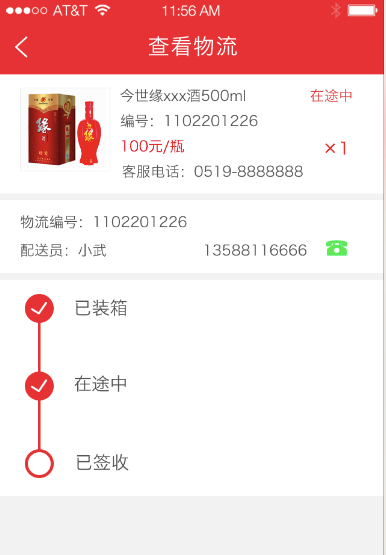 AT&T 11:56 AM
查看物流
今世缘xxx酒500ml 在途中
编号：1102201226
100元/瓶 ×1
客服电话：0519-8888888
缘
缘
物流编号：1102201226
配送员：小武 13588116666
已装箱
在途中
已签收